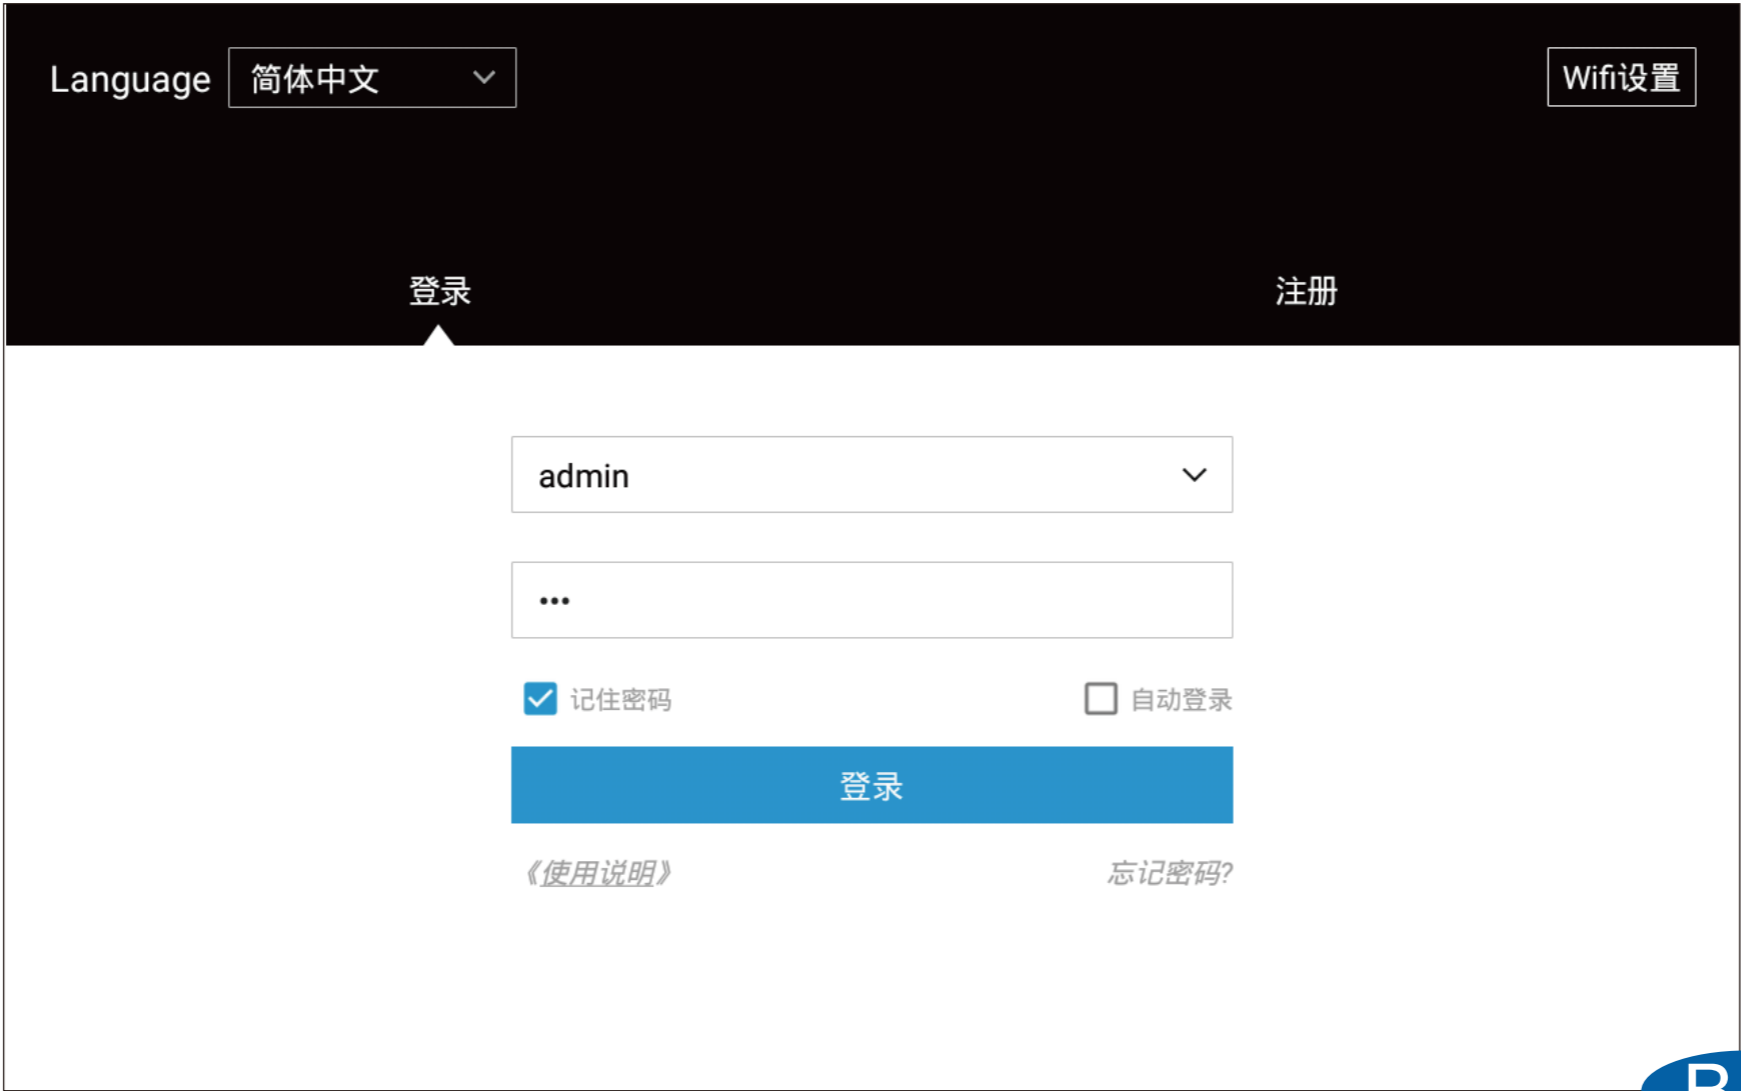 Language 简体中文 Wifi设置
登录 注册
admin
•••
记住密码 自动登录
登录
《使用说明》 忘记密码?